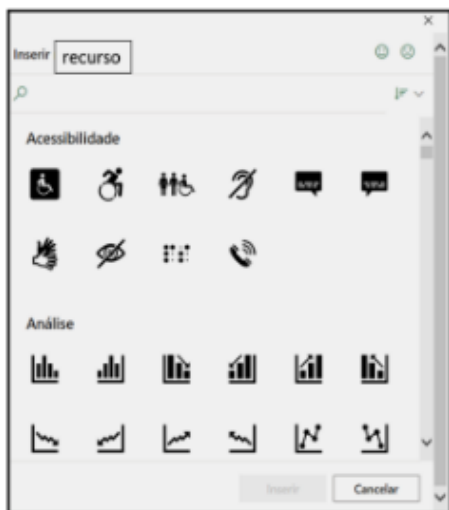 Inserir recurso
Acessibilidade
Análise
Inserir Cancelar